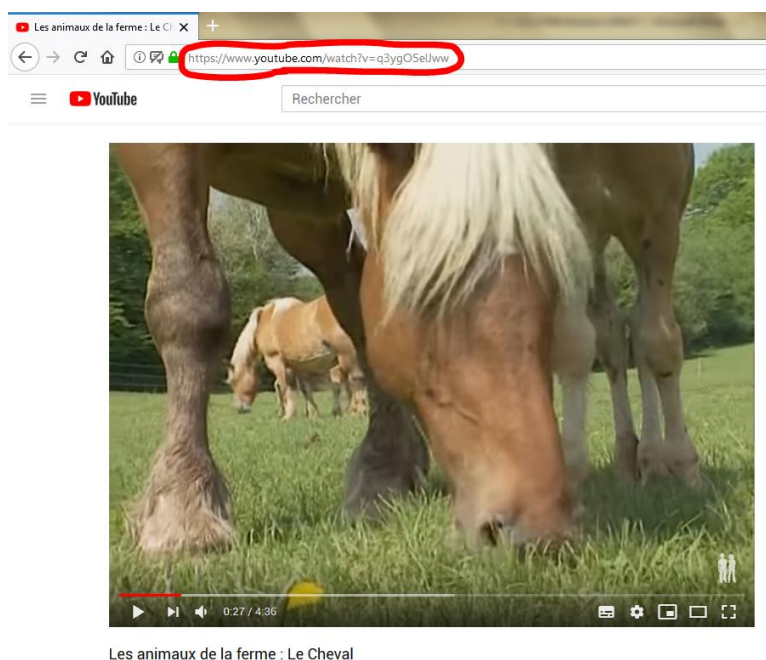 Les animaux de la ferme : Le Ch
https://www.youtube.com/watch?v=q3ygO5elJww
YouTube
Rechercher
0:27 / 4:36
Les animaux de la ferme : Le Cheval